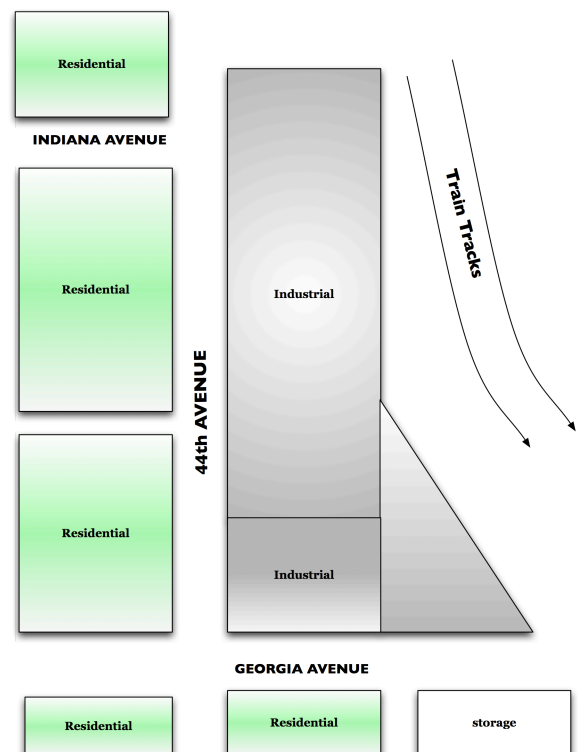 Residential
INDIANA AVENUE
Train Tracks
Residential
Industrial
44th AVENUE
Residential
Industrial
GEORGIA AVENUE
Residential
Residential
storage